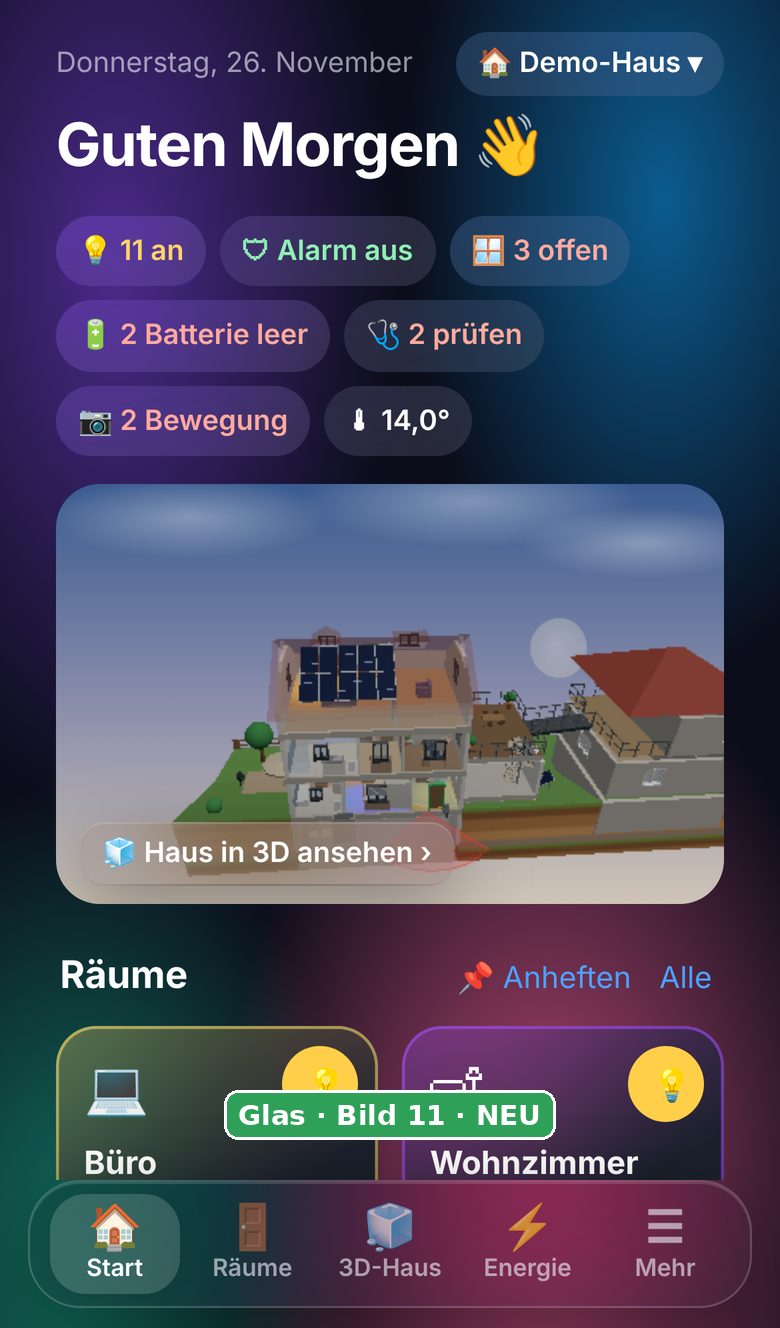 Donnerstag, 26. November
Demo-Haus ▾
Guten Morgen 👋
11 an
Alarm aus
3 offen
2 Batterie leer
2 prüfen
2 Bewegung
14,0°
Haus in 3D ansehen ›
Räume
Anheften
Alle
Glas · Bild 11 · NEU
Büro
Wohnzimmer
Start
Räume
3D-Haus
Energie
Mehr